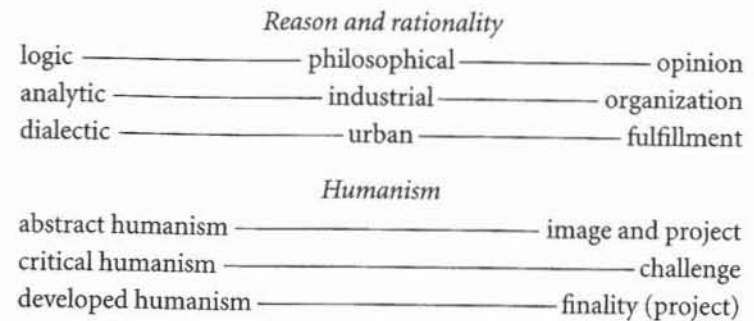 Reason and rationality
logic philosophical opinion
analytic industrial organization
dialectic urban fulfillment
Humanism
abstract humanism image and project
critical humanism challenge
developed humanism finality (project)